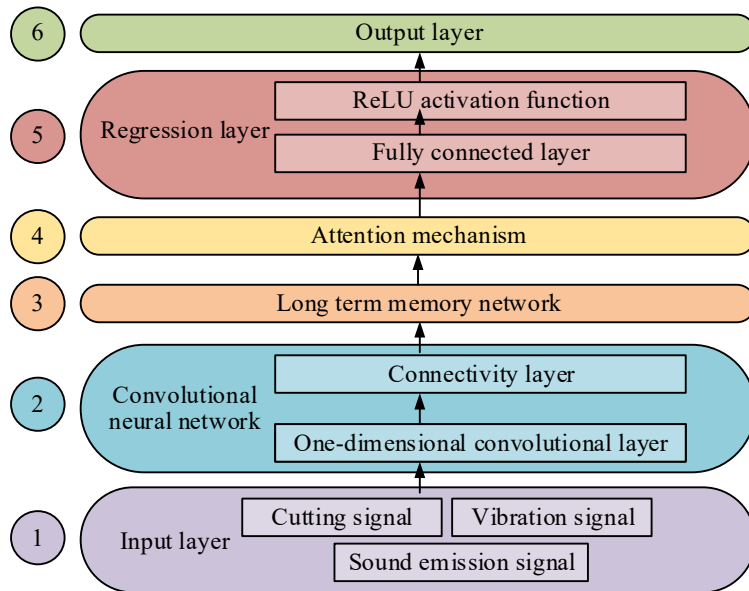 6
Output layer
5
Regression layer
ReLU activation function
Fully connected layer
4
Attention mechanism
3
Long term memory network
2
Convolutional
neural network
Connectivity layer
One-dimensional convolutional layer
1
Input layer
Cutting signal
Vibration signal
Sound emission signal